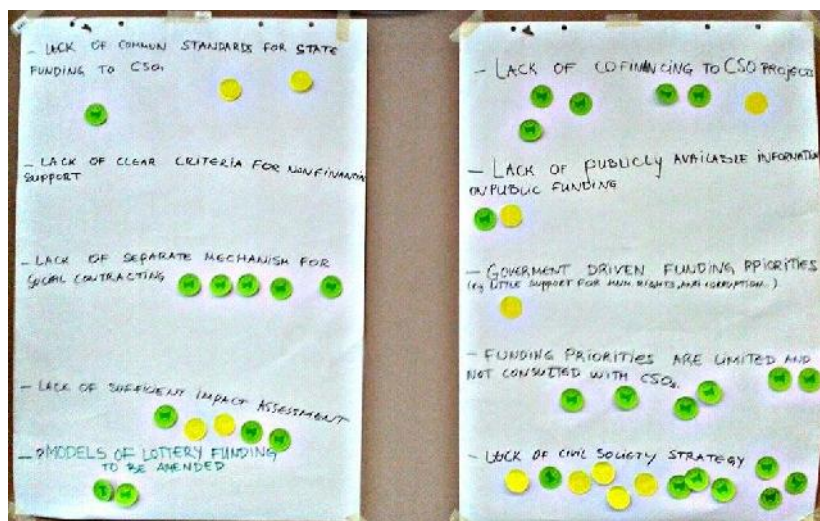 - LACK OF COMMUN STANDARDS FOR STATE
FUNDING TO CSOs
- LACK OF CLEAR CRITERIA FOR NONFINANCIAL
SUPPORT
- LACK OF SEPARATE MECHANISM FOR
SOCIAL CONTRACTING
- LACK OF SUFFICIENT IMPACT ASSESSMENT
- ? MODELS OF LOTTERY FUNDING
TO BE AMENDED
- LACK OF COFINANCING TO CSO PROJECTS
- LACK OF PUBLICLY AVAILABLE INFORMATION
ON PUBLIC FUNDING
- GOVERMENT DRIVEN FUNDING PRIORITIES
(eg LITTLE SUPPORT FOR HUM. RIGHTS, ANTI CORRUPTION..)
- FUNDING PRIORITIES ARE LIMITED AND
NOT CONSULTED WITH CSOs.
- LACK OF CIVIL SOCIETY STRATEGY